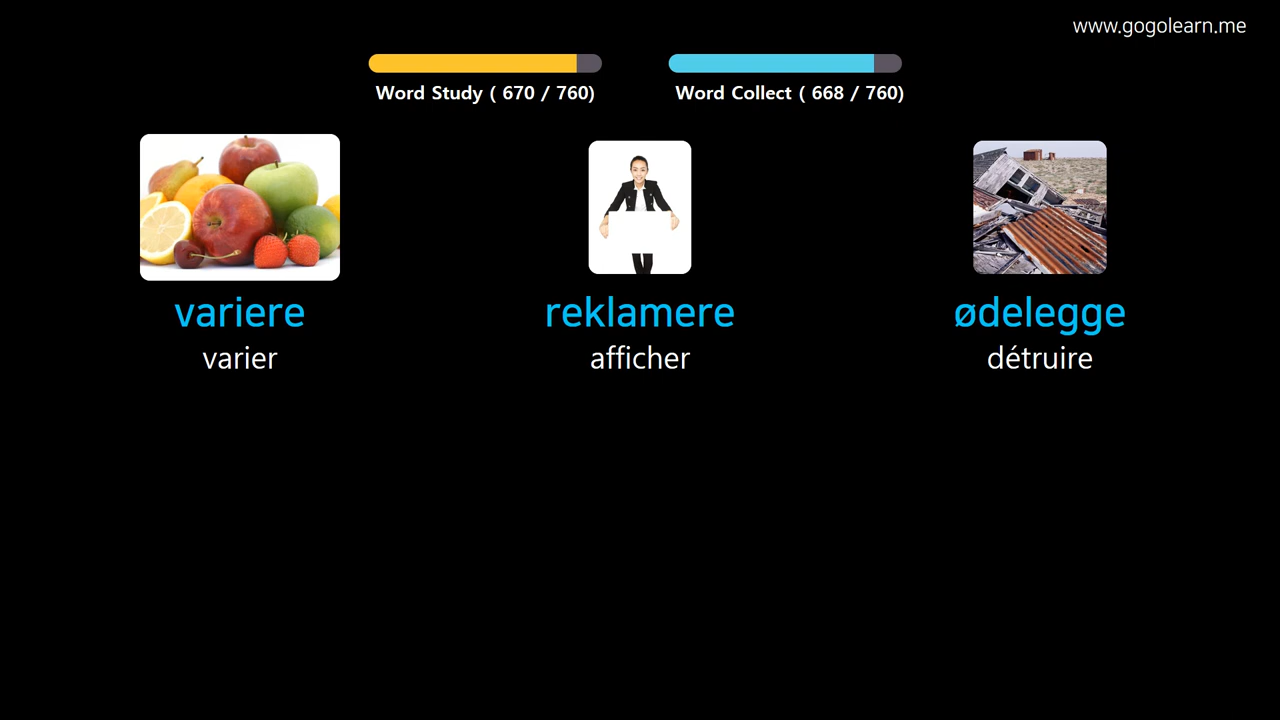 www.gogolearn.me
Word Study ( 670 / 760)
Word Collect ( 668 / 760)
variere
varier
reklamere
afficher
ødelegge
détruire